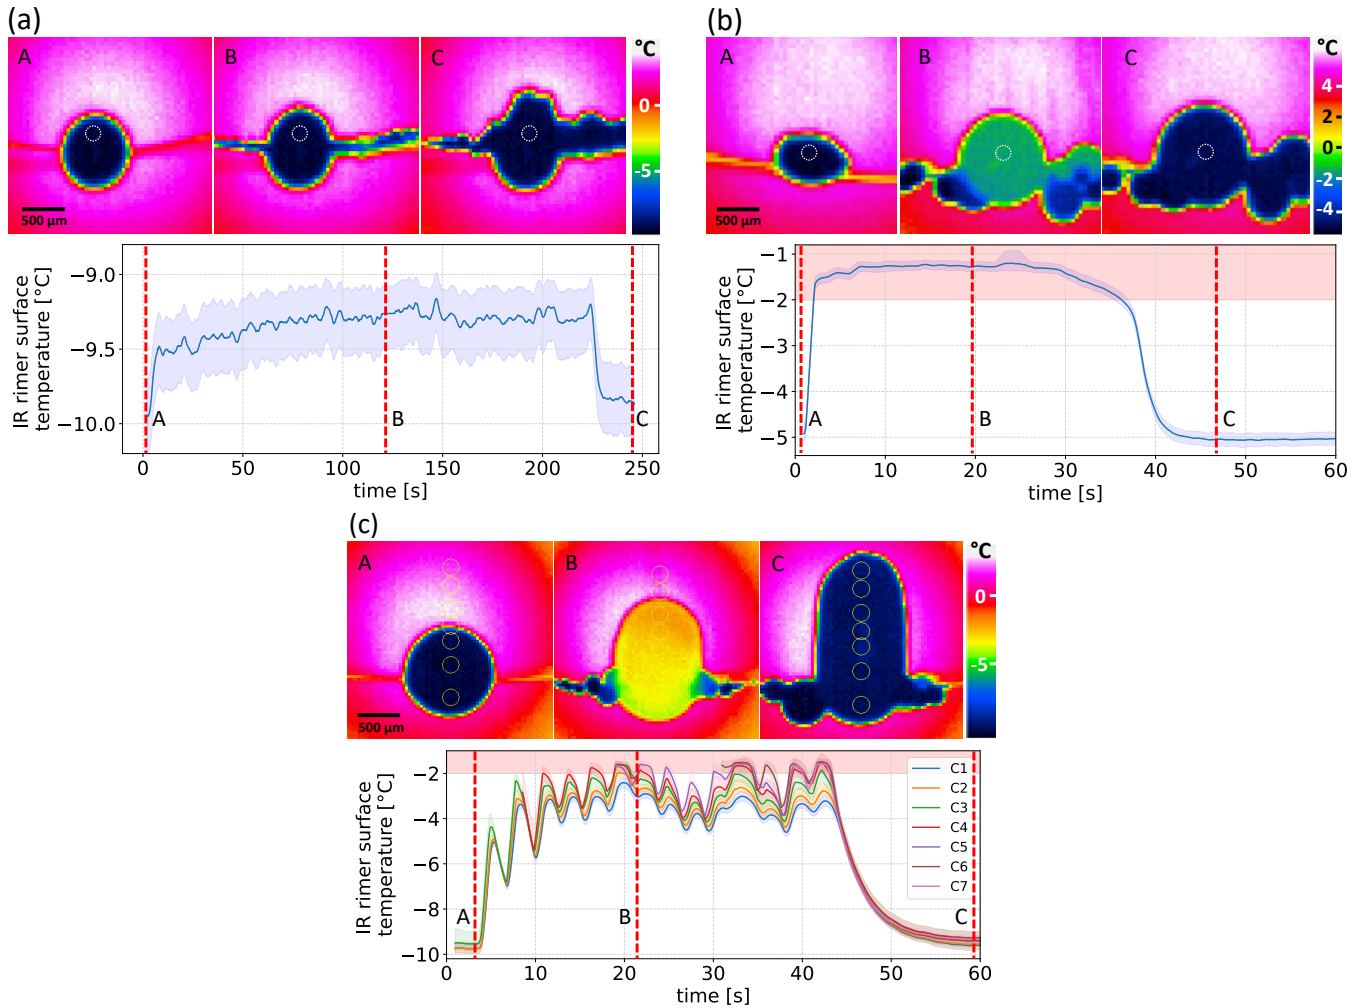 (a)
A
B
C
°C
0
-5
500 µm
IR rimer surface
temperature [°C]
−9.0
−9.5
−10.0
A
B
C
0
50
100
150
200
250
time [s]
(b)
A
B
C
°C
4
2
0
-2
-4
500 µm
IR rimer surface
temperature [°C]
−1
−2
−3
−4
−5
A
B
C
0
10
20
30
40
50
60
time [s]
(c)
A
B
C
°C
0
-5
500 µm
IR rimer surface
temperature [°C]
−2
−4
−6
−8
−10
A
B
C
C1
C2
C3
C4
C5
C6
C7
0
10
20
30
40
50
60
time [s]